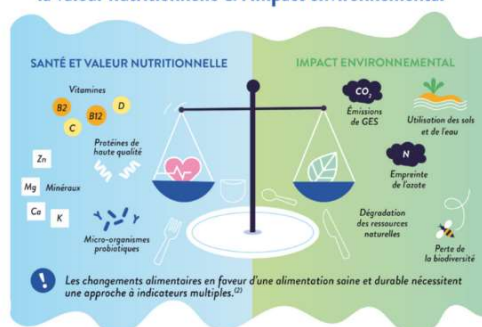 la valeur nutritionnelle & l'impact environnemental
SANTÉ ET VALEUR NUTRITIONNELLE
Vitamines
B2
D
C
B12
Protéines de
haute qualité
Zn
Mg
Minéraux
Ca
K
Micro-organismes
probiotiques
IMPACT ENVIRONNEMENTAL
CO2
Émissions
de GES
Utilisation des sols
et de l'eau
N
Empreinte
de l'azote
Dégradation
des ressources
naturelles
Perte de
la biodiversité
!
Les changements alimentaires en faveur d'une alimentation saine et durable nécessitent
une approche à indicateurs multiples.(2)